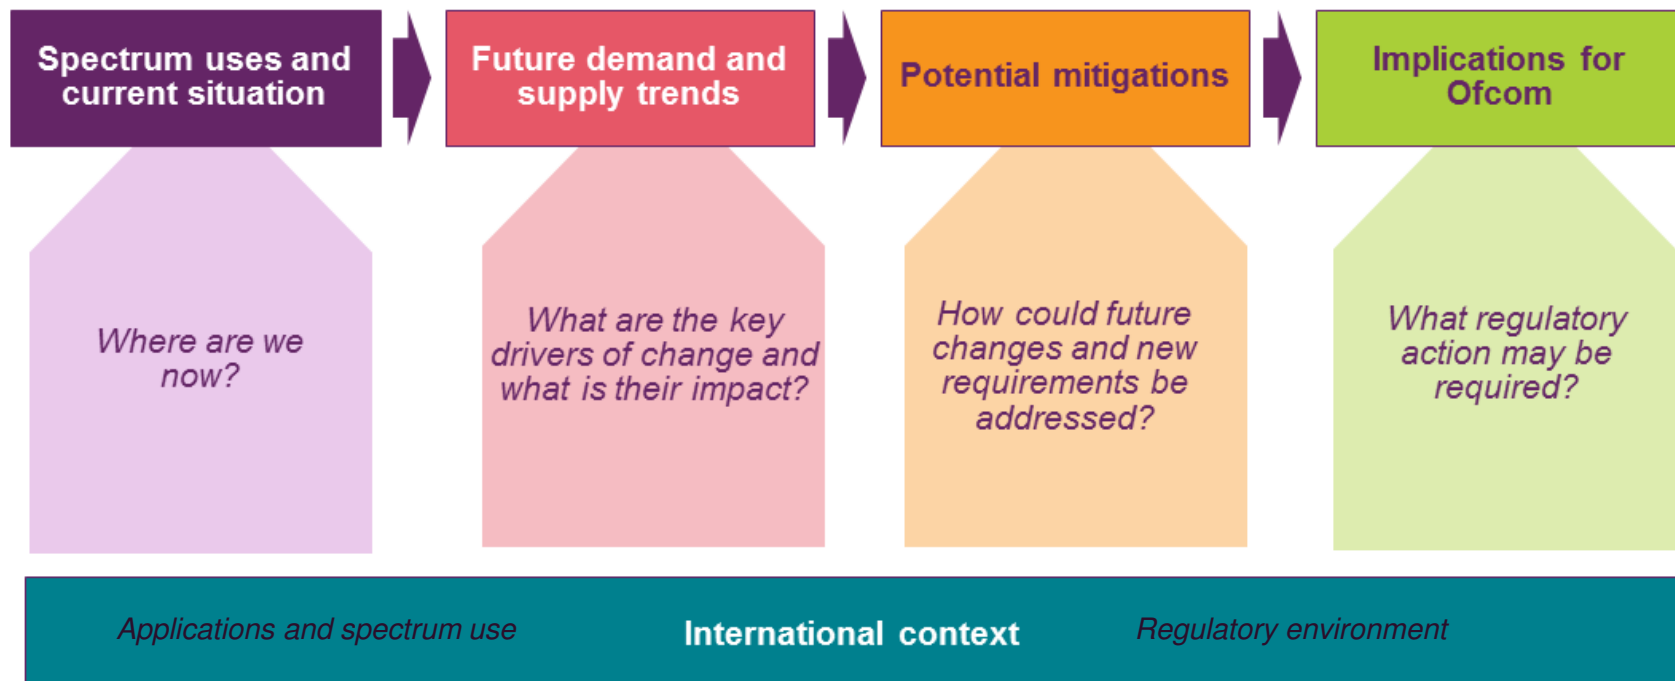 Spectrum uses and
current situation
Future demand and
supply trends
Potential mitigations
Implications for
Ofcom
Where are we
now?
What are the key
drivers of change and
what is their impact?
How could future
changes and new
requirements be
addressed?
What regulatory
action may be
required?
Applications and spectrum use
International context
Regulatory environment